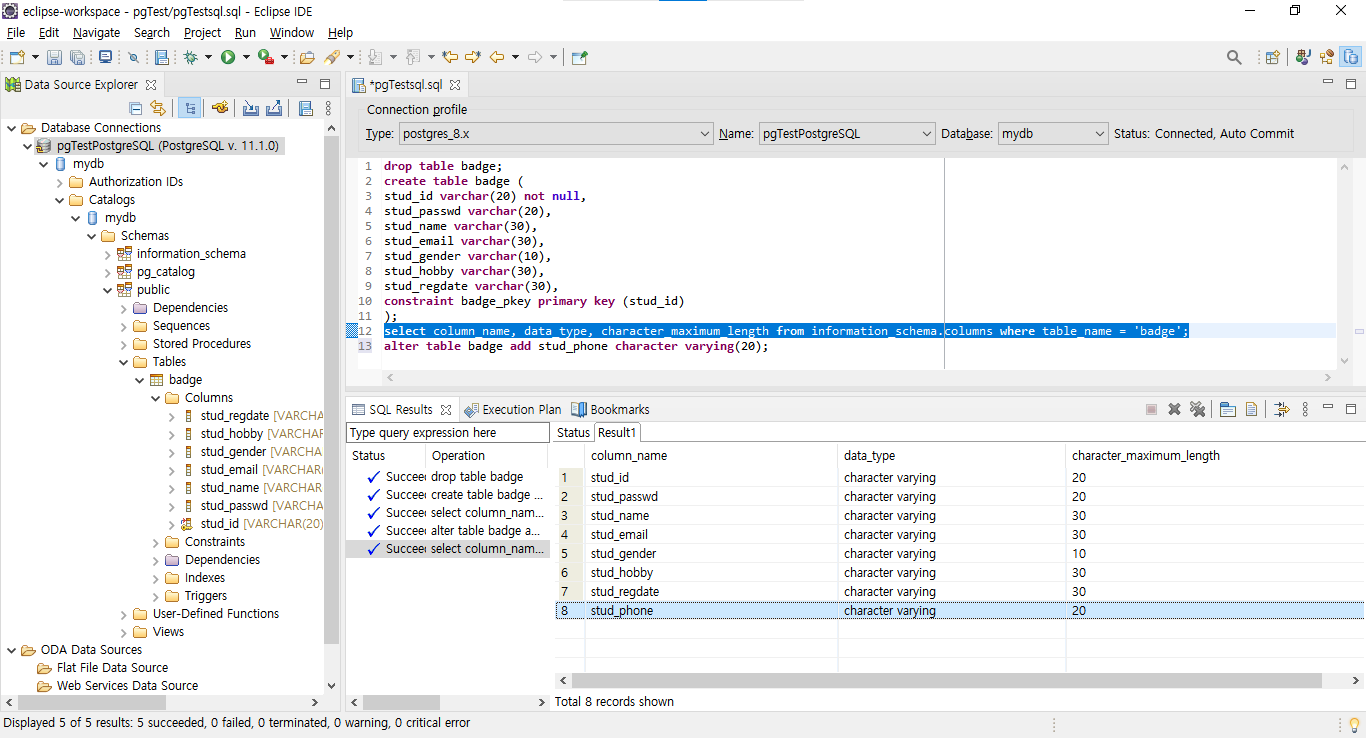 eclipse-workspace - pgTest/pgTestsql.sql - Eclipse IDE
File Edit Navigate Search Project Run Window Help
Data Source Explorer
Database Connections
pgTestPostgreSQL (PostgreSQL v. 11.1.0)
mydb
Authorization IDs
Catalogs
mydb
Schemas
information_schema
pg_catalog
public
Dependencies
Sequences
Stored Procedures
Tables
badge
Columns
stud_regdate [VARCHA
stud_hobby [VARCHAR
stud_gender [VARCHA
stud_email [VARCHAR(
stud_name [VARCHAR
stud_passwd [VARCHA
stud_id [VARCHAR(20)
Constraints
Dependencies
Indexes
Triggers
User-Defined Functions
Views
ODA Data Sources
Flat File Data Source
Web Services Data Source
*pgTestsql.sql
Connection profile
Type: postgres_8.x Name: pgTestPostgreSQL Database: mydb Status: Connected, Auto Commit
1 drop table badge;
2 create table badge (
3 stud_id varchar(20) not null,
4 stud_passwd varchar(20),
5 stud_name varchar(30),
6 stud_email varchar(30),
7 stud_gender varchar(10),
8 stud_hobby varchar(30),
9 stud_regdate varchar(30),
10 constraint badge_pkey primary key (stud_id)
11 );
12 select column_name, data_type, character_maximum_length from information_schema.columns where table_name = 'badge';
13 alter table badge add stud_phone character varying(20);
SQL Results Execution Plan Bookmarks
Type query expression here
Status Operation
Succee drop table badge
Succee create table badge ...
Succee select column_nam...
Succee alter table badge a...
Succee select column_nam...
Status Result1
column_name data_type character_maximum_length
1 stud_id character varying 20
2 stud_passwd character varying 20
3 stud_name character varying 30
4 stud_email character varying 30
5 stud_gender character varying 10
6 stud_hobby character varying 30
7 stud_regdate character varying 30
8 stud_phone character varying 20
Total 8 records shown
Displayed 5 of 5 results: 5 succeeded, 0 failed, 0 terminated, 0 warning, 0 critical error